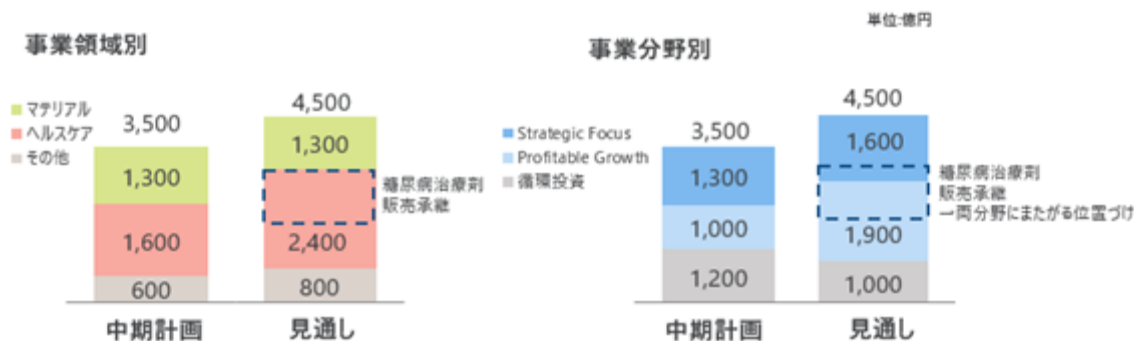 単位:億円
事業領域別
マテリアル
ヘルスケア
その他
3,500
1,300
1,600
600
中期計画
4,500
1,300
2,400
800
見通し
糖尿病治療剤
販売承継
事業分野別
Strategic Focus
Profitable Growth
循環投資
3,500
1,300
1,000
1,200
中期計画
4,500
1,600
1,900
1,000
見通し
糖尿病治療剤
販売承継
→両分野にまたがる位置づけ